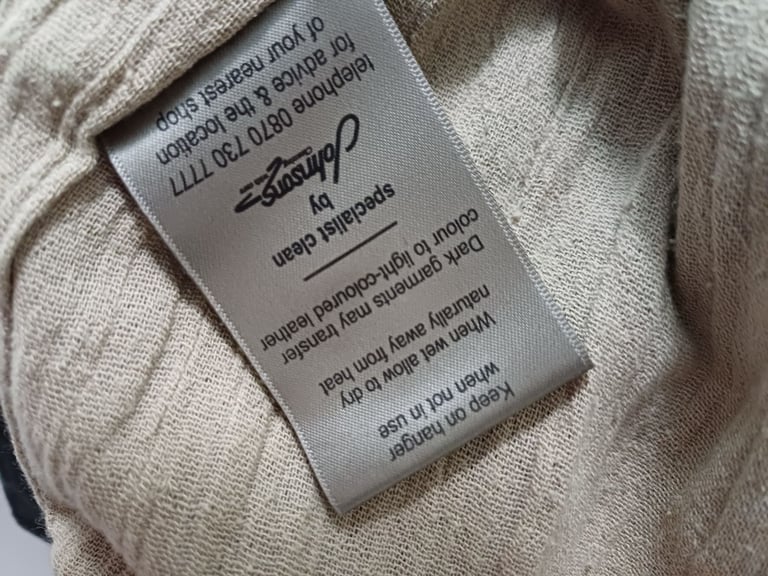 Keep on hanger
when not in use
When wet allow to dry
naturally away from heat
Dark garments may transfer
colour to light-coloured leather
specialist clean
by
Johnsons
telephone 0870 730 7777
for advice & the location
of your nearest shop